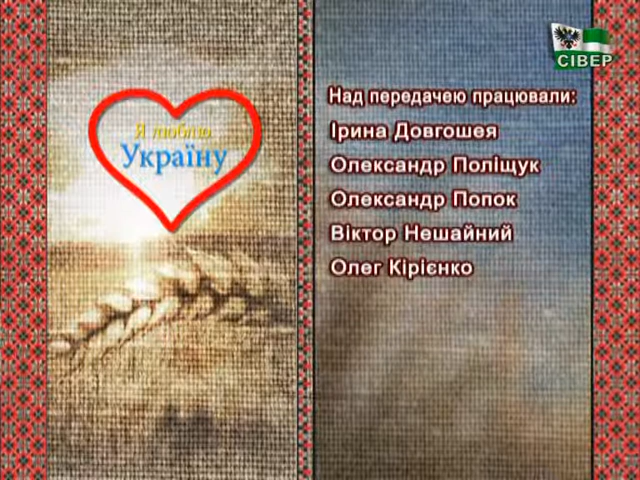 СІВЕР
Я люблю
Україну
Над передачею працювали:
Ірина Довгошея
Олександр Поліщук
Олександр Попок
Віктор Нешайний
Олег Кірієнко